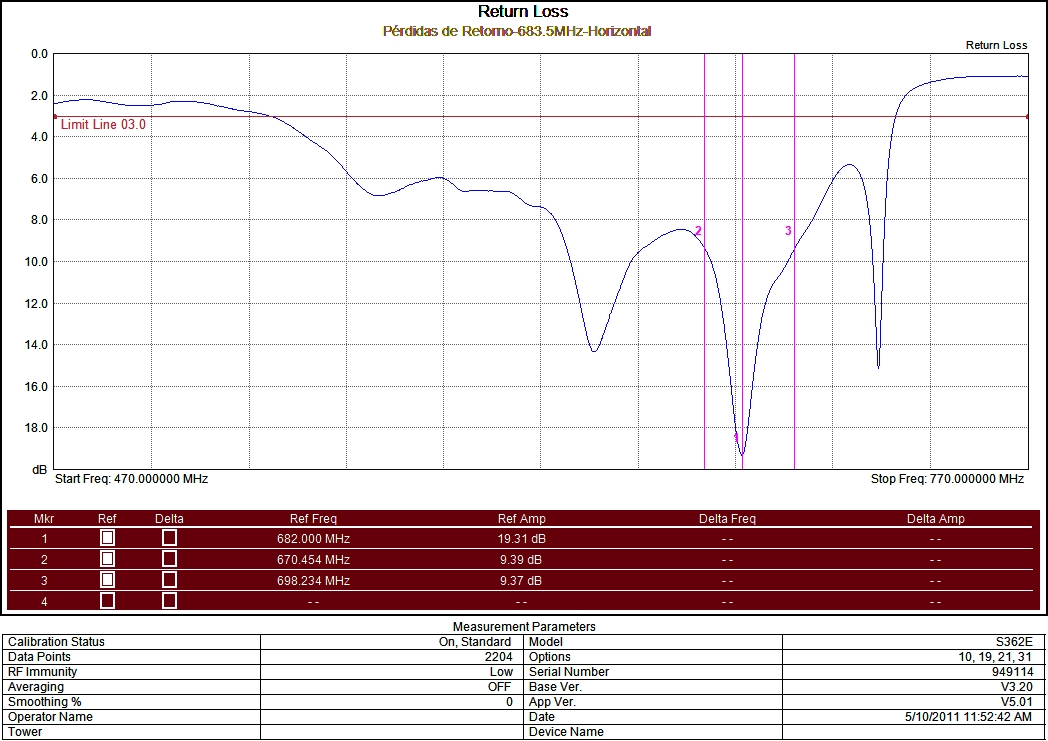 Return Loss
Pérdidas de Retorno-683.5MHz-Horizontal
Return Loss
0.0
2.0
Limit Line 03.0
4.0
6.0
8.0
2
3
10.0
12.0
14.0
16.0
18.0
1
dB
Start Freq: 470.000000 MHz Stop Freq: 770.000000 MHz
Mkr Ref Delta Ref Freq Ref Amp Delta Freq Delta Amp
1 682.000 MHz 19.31 dB -- --
2 670.454 MHz 9.39 dB -- --
3 698.234 MHz 9.37 dB -- --
4 -- -- -- --
Measurement Parameters
Calibration Status On, Standard Model S362E
Data Points 2204 Options 10, 19, 21, 31
RF Immunity Low Serial Number 949114
Averaging OFF Base Ver. V3.20
Smoothing % 0 App Ver. V5.01
Operator Name Date 5/10/2011 11:52:42 AM
Tower Device Name